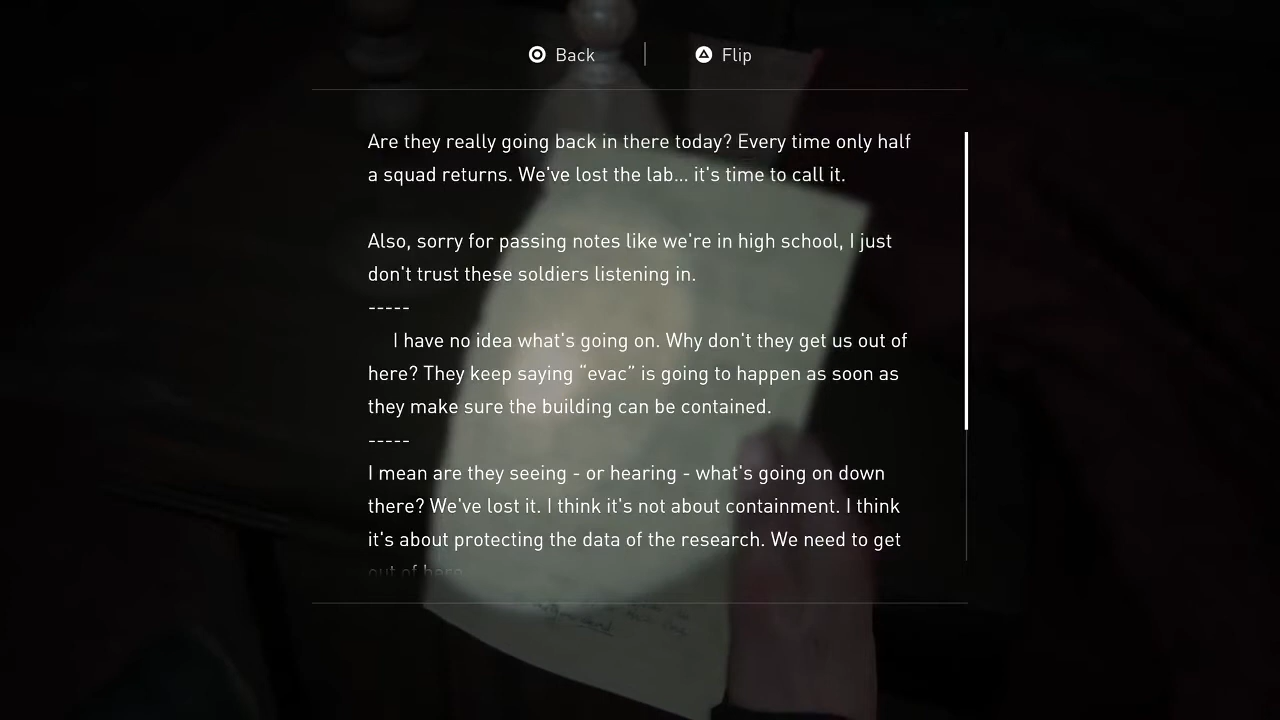 Back
Flip
Are they really going back in there today? Every time only half
a squad returns. We've lost the lab... it's time to call it.
Also, sorry for passing notes like we're in high school, I just
don't trust these soldiers listening in.
-----
I have no idea what's going on. Why don't they get us out of
here? They keep saying “evac” is going to happen as soon as
they make sure the building can be contained.
-----
I mean are they seeing - or hearing - what's going on down
there? We've lost it. I think it's not about containment. I think
it's about protecting the data of the research. We need to get
out of here